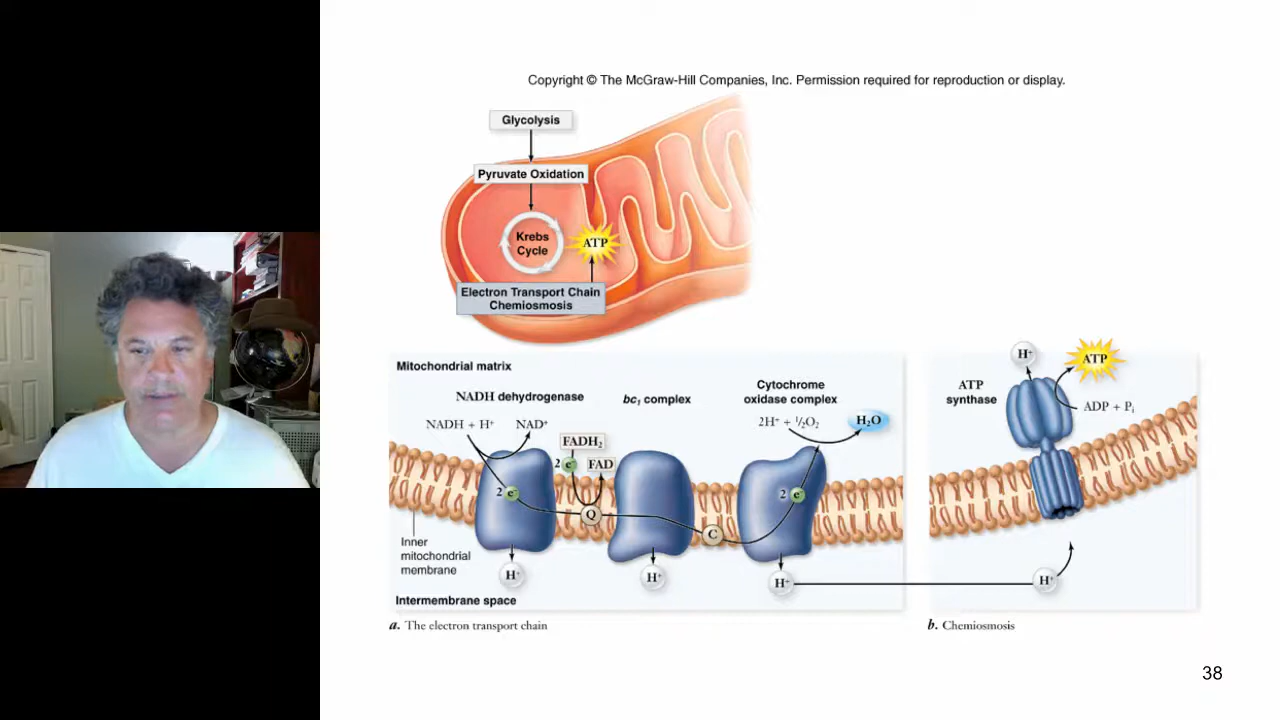 Copyright © The McGraw-Hill Companies, Inc. Permission required for reproduction or display.
Glycolysis
Pyruvate Oxidation
Krebs
Cycle
ATP
Electron Transport Chain
Chemiosmosis
Mitochondrial matrix
NADH dehydrogenase
bc₁ complex
Cytochrome
oxidase complex
NADH + H⁺
NAD⁺
FADH₂
2 e⁻
FAD
2H⁺ + ½O₂
H₂O
2 e⁻
Q
C
2 e⁻
Inner
mitochondrial
membrane
H⁺
H⁺
H⁺
Intermembrane space
a. The electron transport chain
H⁺
ATP
ATP
synthase
ADP + Pᵢ
H⁺
b. Chemiosmosis
38